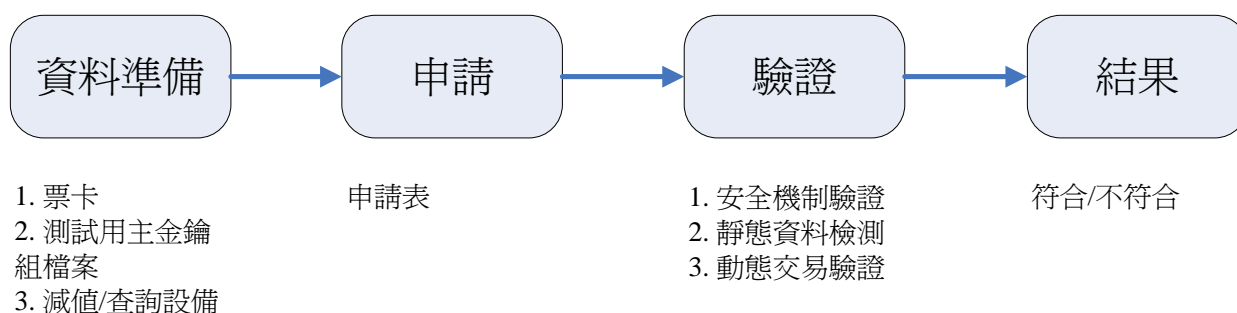 資料準備
申請
驗證
結果
1. 票卡
2. 測試用主金鑰
組檔案
3. 減值/查詢設備
申請表
1. 安全機制驗證
2. 靜態資料檢測
3. 動態交易驗證
符合/不符合